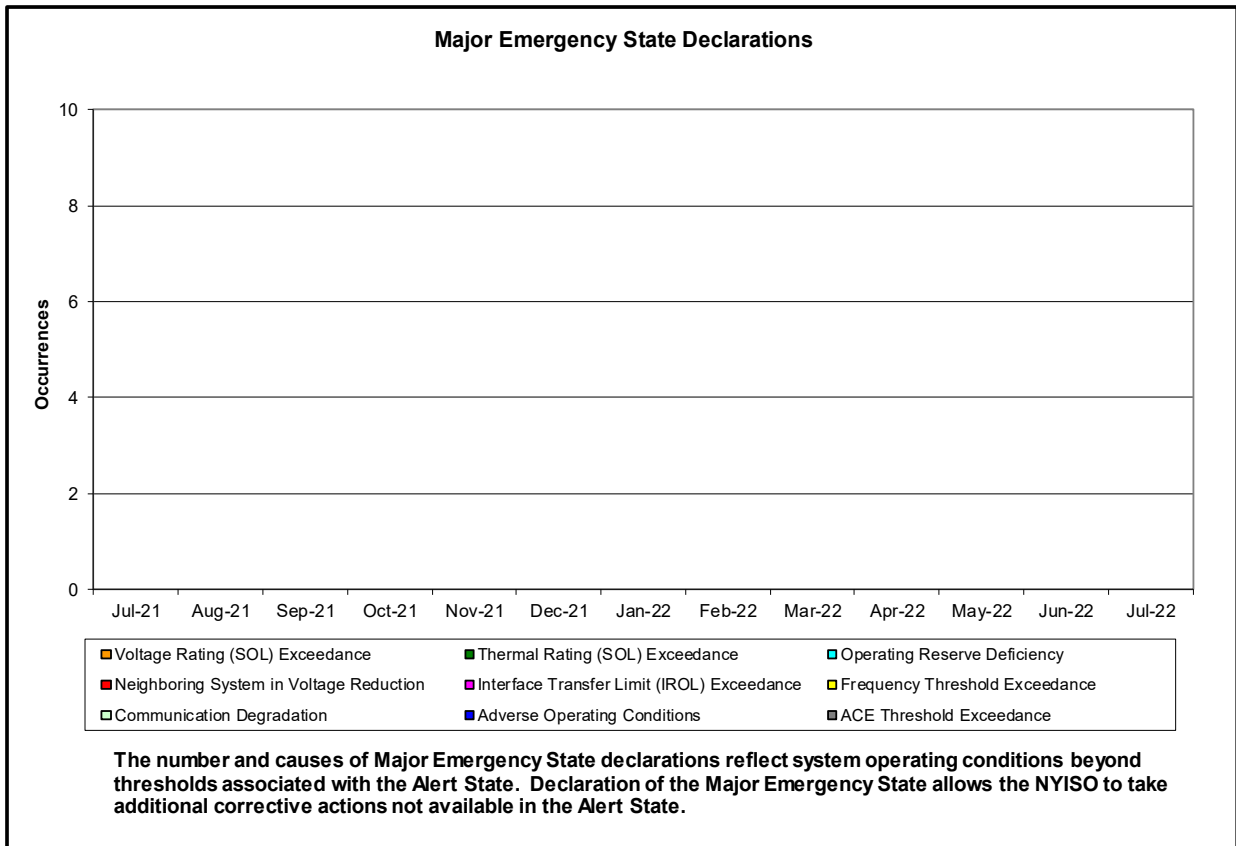 Major Emergency State Declarations
10
8
6
4
2
0
Occurrences
Jul-21 Aug-21 Sep-21 Oct-21 Nov-21 Dec-21 Jan-22 Feb-22 Mar-22 Apr-22 May-22 Jun-22 Jul-22
Voltage Rating (SOL) Exceedance Thermal Rating (SOL) Exceedance Operating Reserve Deficiency
Neighboring System in Voltage Reduction Interface Transfer Limit (IROL) Exceedance Frequency Threshold Exceedance
Communication Degradation Adverse Operating Conditions ACE Threshold Exceedance
The number and causes of Major Emergency State declarations reflect system operating conditions beyond
thresholds associated with the Alert State. Declaration of the Major Emergency State allows the NYISO to take
additional corrective actions not available in the Alert State.